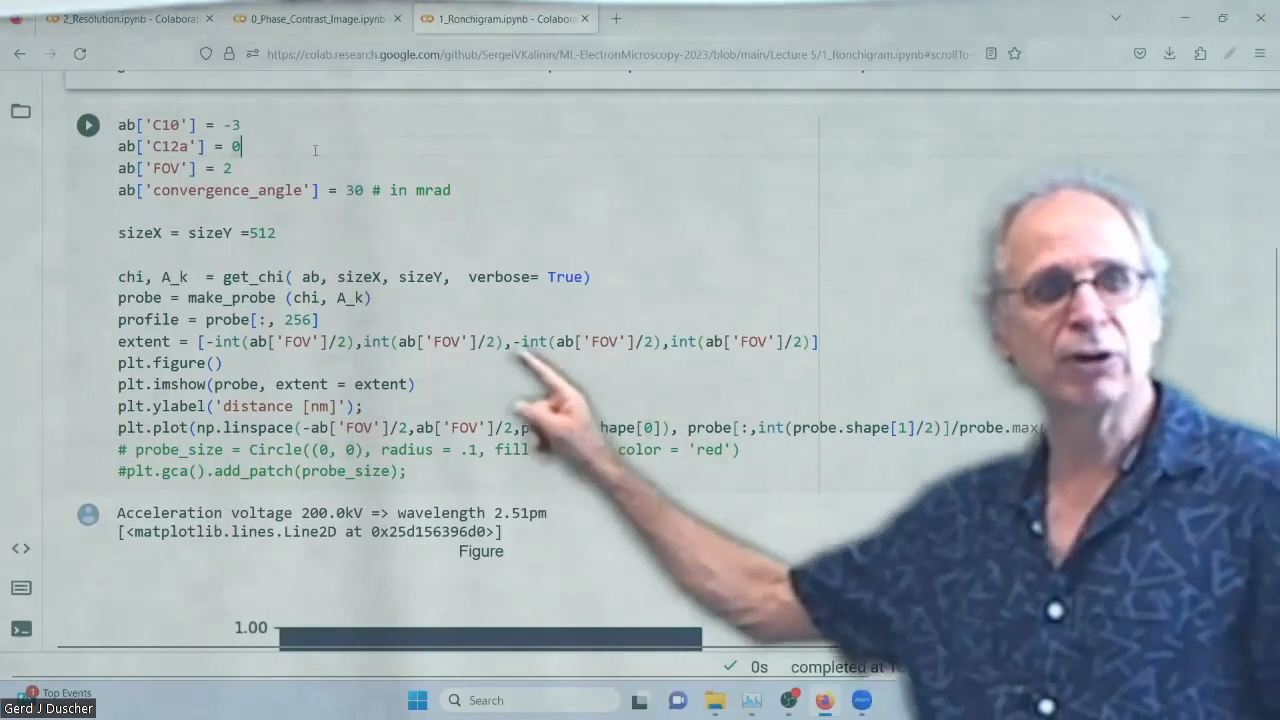 2_Resolution.ipynb - Colaborat
0_Phase_Contrast_Image.ipynb
1_Ronchigram.ipynb - Colabora
https://colab.research.google.com/github/SergeiVKalinin/ML-ElectronMicroscopy-2023/blob/main/Lecture 5/1_Ronchigram.ipynb#scrollTo
ab['C10'] = -3
ab['C12a'] = 0
ab['FOV'] = 2
ab['convergence_angle'] = 30 # in mrad
sizeX = sizeY =512
chi, A_k = get_chi( ab, sizeX, sizeY, verbose= True)
probe = make_probe (chi, A_k)
profile = probe[:, 256]
extent = [-int(ab['FOV']/2),int(ab['FOV']/2),-int(ab['FOV']/2),int(ab['FOV']/2)]
plt.figure()
plt.imshow(probe, extent = extent)
plt.ylabel('distance [nm]');
plt.plot(np.linspace(-ab['FOV']/2,ab['FOV']/2,p hape[0]), probe[:,int(probe.shape[1]/2)]/probe.max(
# probe_size = Circle((0, 0), radius = .1, fill color = 'red')
#plt.gca().add_patch(probe_size);
Acceleration voltage 200.0kV => wavelength 2.51pm
[<matplotlib.lines.Line2D at 0x25d156396d0>]
Figure
1.00
0s completed at
1 Top Events
Search
Gerd J Duscher